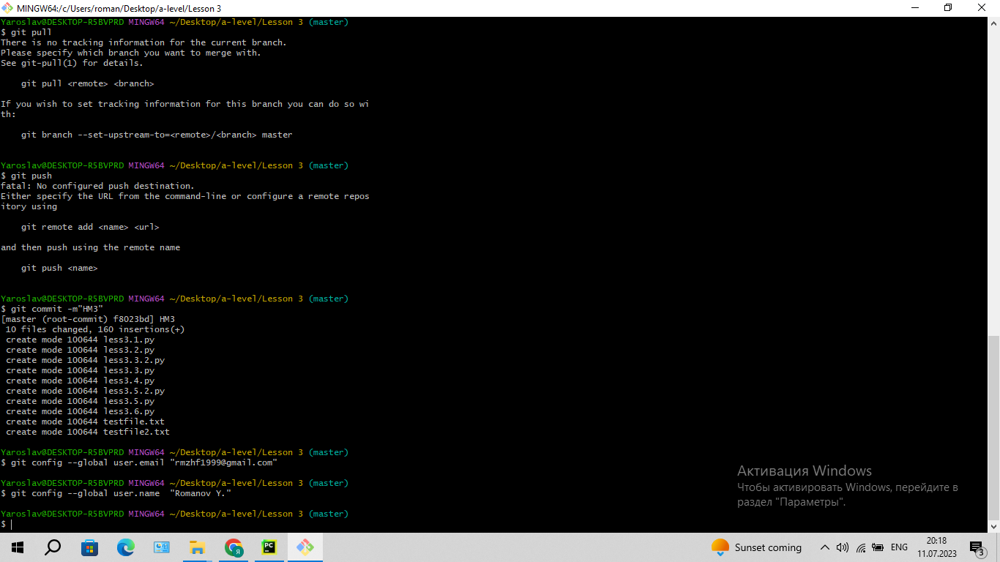 MINGW64:/c/Users/roman/Desktop/a-level/Lesson 3
Yaroslav@DESKTOP-R5BVPRD MINGW64 ~/Desktop/a-level/Lesson 3 (master)
$ git pull
There is no tracking information for the current branch.
Please specify which branch you want to merge with.
See git-pull(1) for details.
git pull <remote> <branch>
If you wish to set tracking information for this branch you can do so wi
th:
git branch --set-upstream-to=<remote>/<branch> master
Yaroslav@DESKTOP-R5BVPRD MINGW64 ~/Desktop/a-level/Lesson 3 (master)
$ git push
fatal: No configured push destination.
Either specify the URL from the command-line or configure a remote repos
itory using
git remote add <name> <url>
and then push using the remote name
git push <name>
Yaroslav@DESKTOP-R5BVPRD MINGW64 ~/Desktop/a-level/Lesson 3 (master)
$ git commit -m"HM3"
[master (root-commit) f8023bd] HM3
10 files changed, 160 insertions(+)
create mode 100644 less3.1.py
create mode 100644 less3.2.py
create mode 100644 less3.3.2.py
create mode 100644 less3.3.py
create mode 100644 less3.4.py
create mode 100644 less3.5.2.py
create mode 100644 less3.5.py
create mode 100644 less3.6.py
create mode 100644 testfile.txt
create mode 100644 testfile2.txt
Yaroslav@DESKTOP-R5BVPRD MINGW64 ~/Desktop/a-level/Lesson 3 (master)
$ git config --global user.email "rmzhf1999@gmail.com"
Yaroslav@DESKTOP-R5BVPRD MINGW64 ~/Desktop/a-level/Lesson 3 (master)
$ git config --global user.name  "Romanov Y."
Yaroslav@DESKTOP-R5BVPRD MINGW64 ~/Desktop/a-level/Lesson 3 (master)
$
Активация Windows
Чтобы активировать Windows, перейдите в
раздел "Параметры".
Я
PC
Sunset coming
ENG
20:18
11.07.2023
3